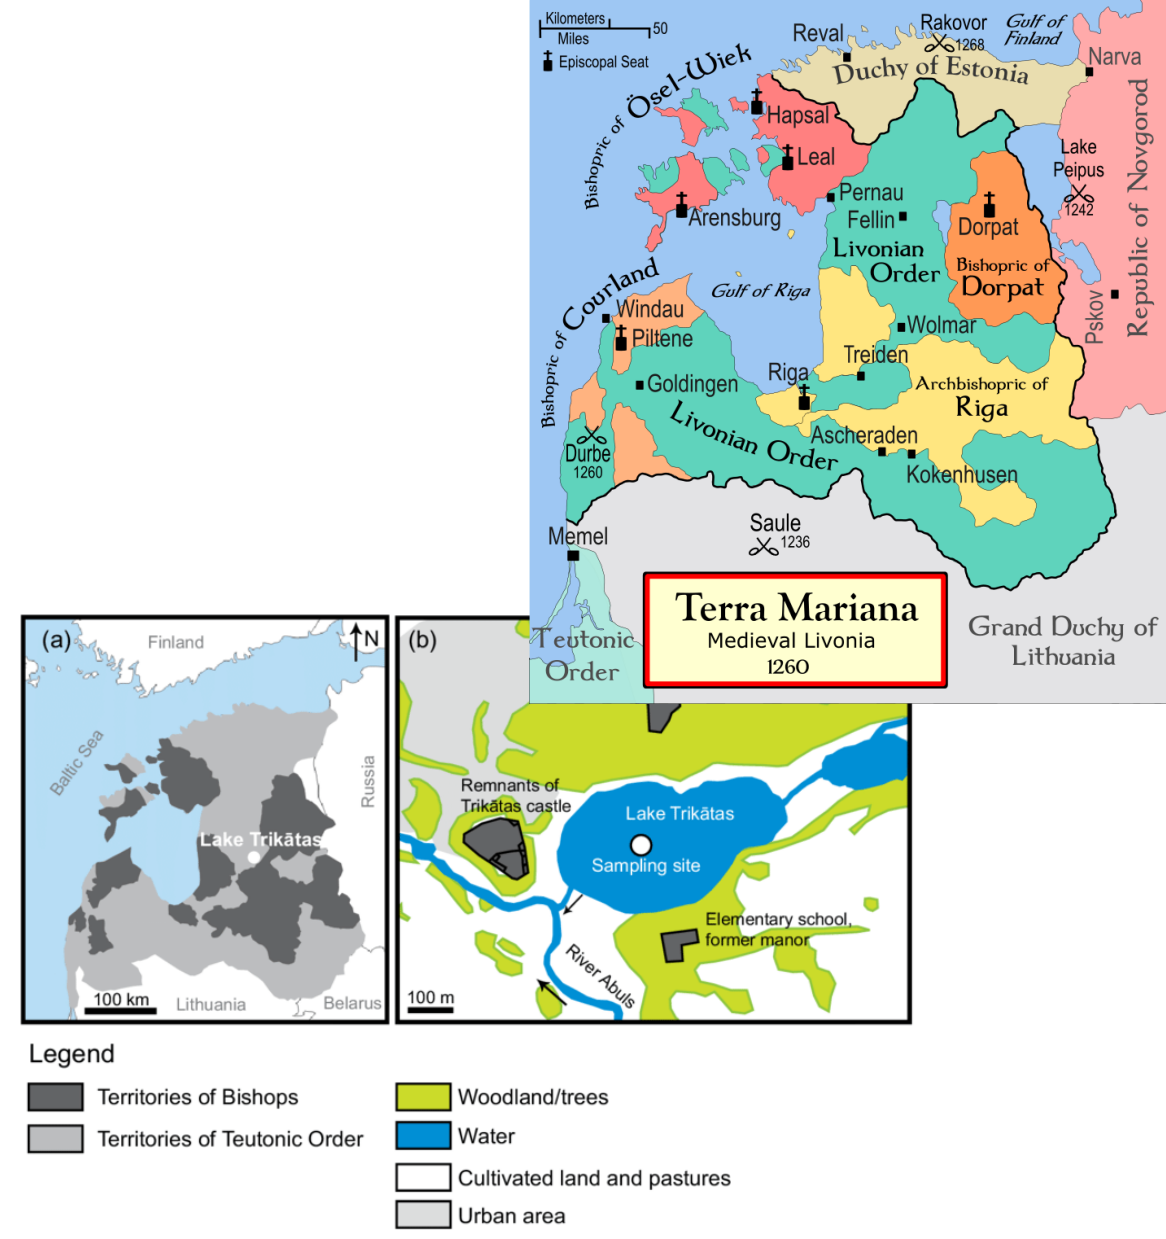 Kilometers
50
Miles
Episcopal Seat
Bishopric of Ösel-Wiek
Reval
Rakovor
1268
Gulf of
Finland
Narva
Duchy of Estonia
Hapsal
Leal
Arensburg
Pernau
Fellin
Livonian
Order
Dorpat
Bishopric of
Dorpat
Lake
Peipus
1242
Republic of Novgorod
Pskov
Bishopric of Courland
Gulf of Riga
Windau
Piltene
Goldingen
Wolmar
Treiden
Riga
Archbishopric of
Riga
Livonian Order
Ascheraden
Kokenhusen
Durbe
1260
Saule
1236
Memel
Teutonic
Order
Terra Mariana
Medieval Livonia
1260
Grand Duchy of
Lithuania
(a)
Finland
N
Baltic Sea
Russia
Lake Trikātas
100 km
Lithuania
Belarus
(b)
Remnants of
Trikātas castle
Lake Trikātas
Sampling site
Elementary school,
former manor
River Abuls
100 m
Legend
Territories of Bishops
Territories of Teutonic Order
Woodland/trees
Water
Cultivated land and pastures
Urban area